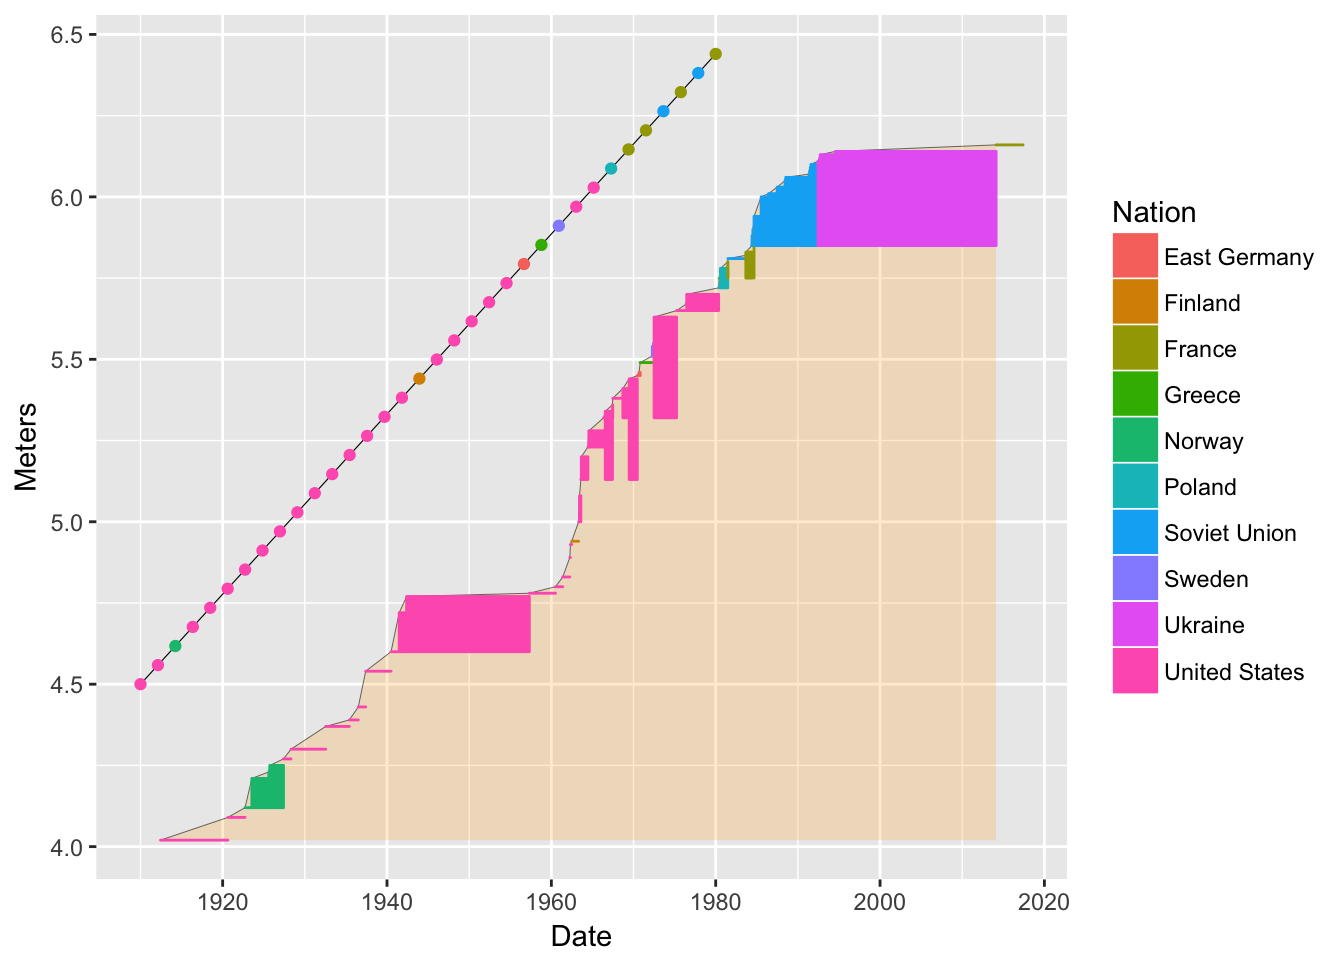 6.5
6.0
5.5
5.0
4.5
4.0
Meters
1920 1940 1960 1980 2000 2020
Date
Nation
East Germany
Finland
France
Greece
Norway
Poland
Soviet Union
Sweden
Ukraine
United States